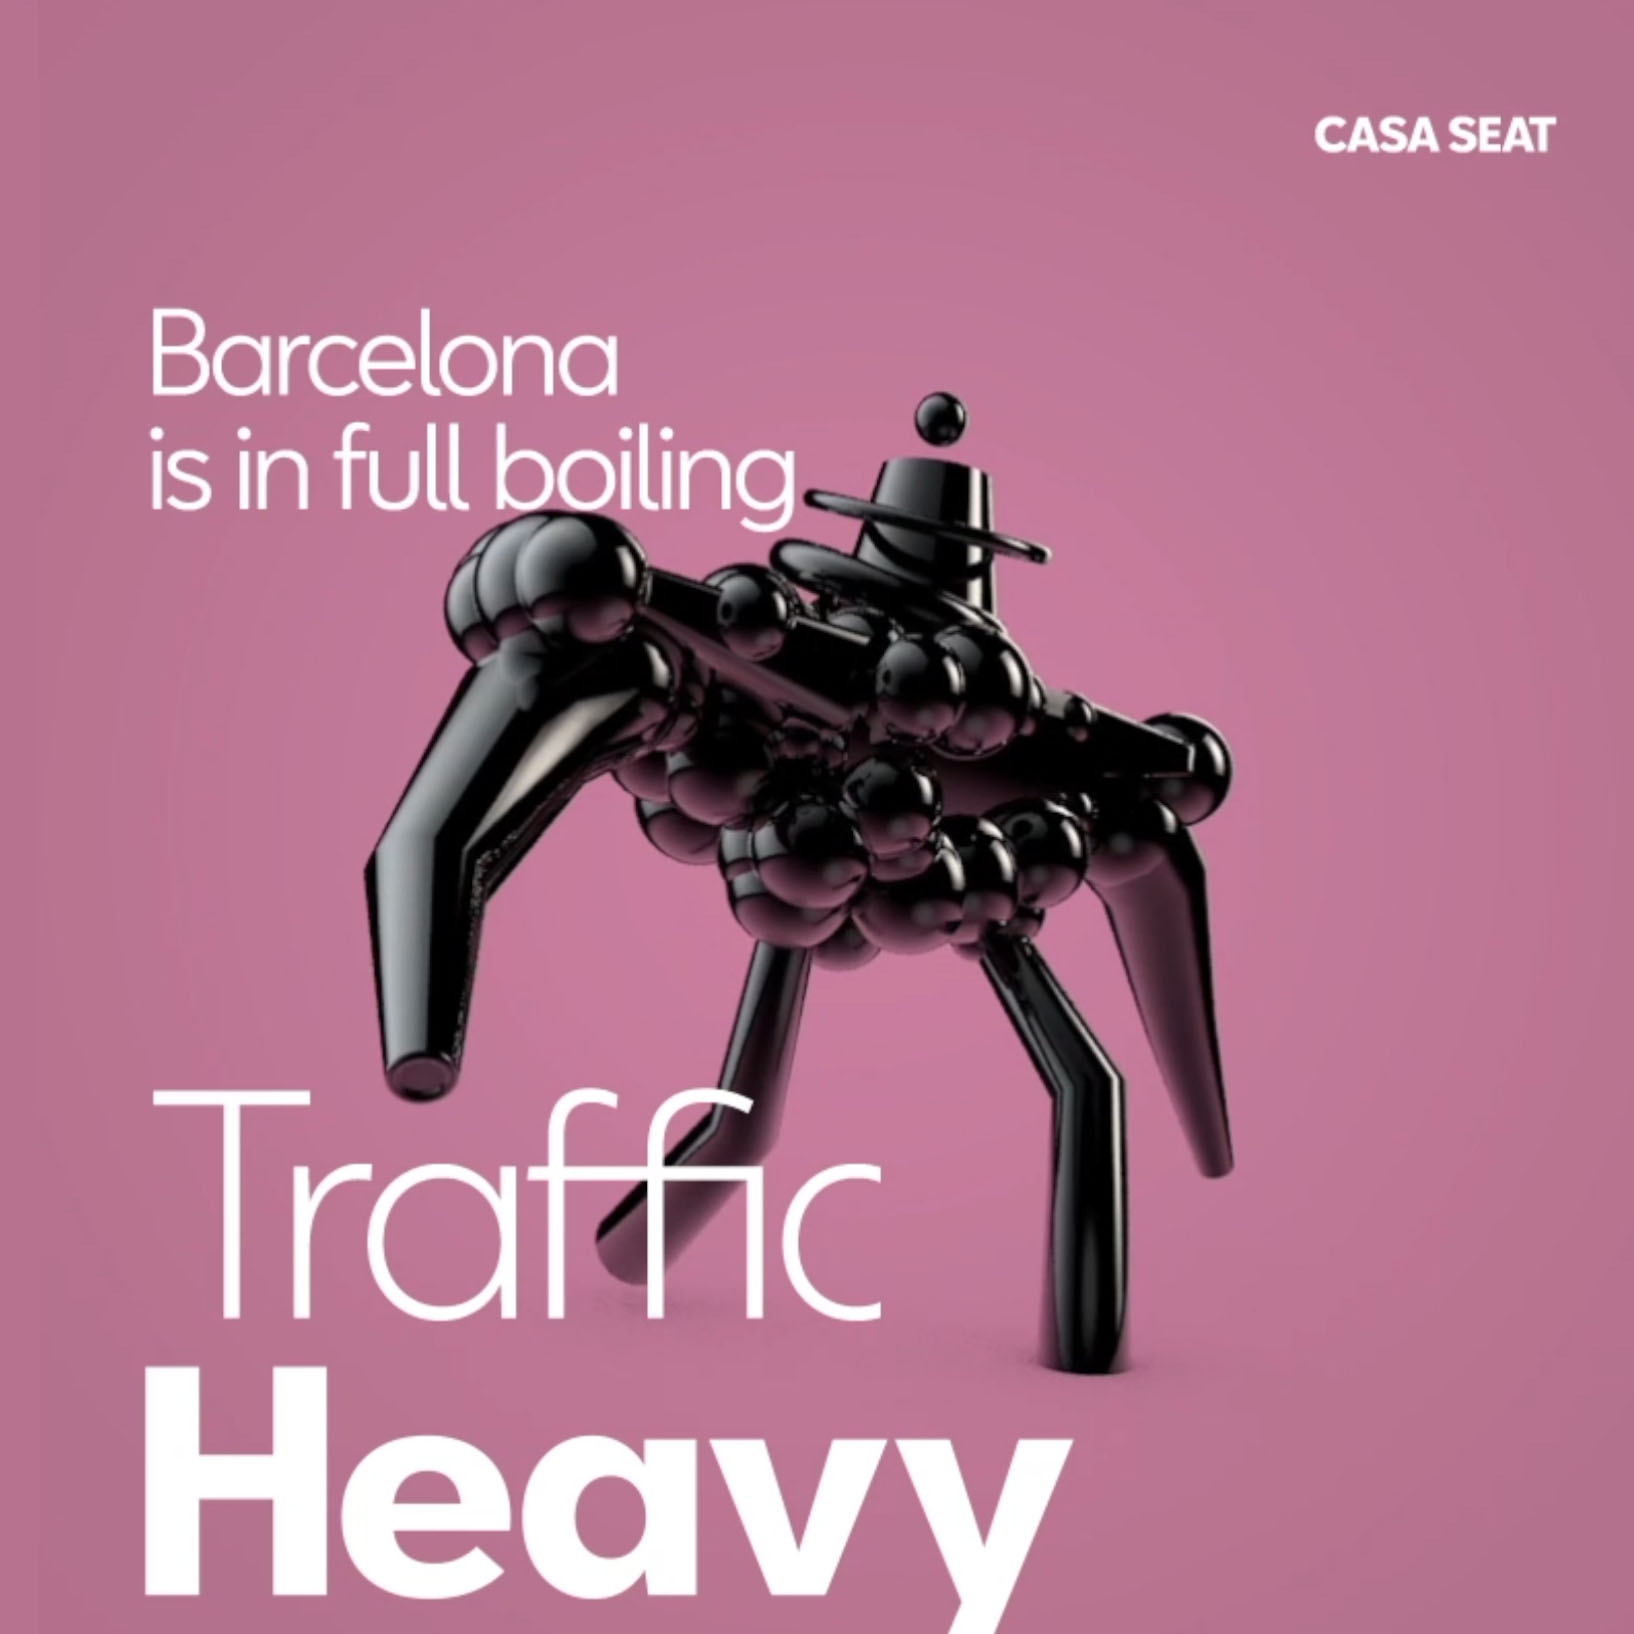 CASA SEAT
Barcelona
is in full boiling
Traffic
Heavy